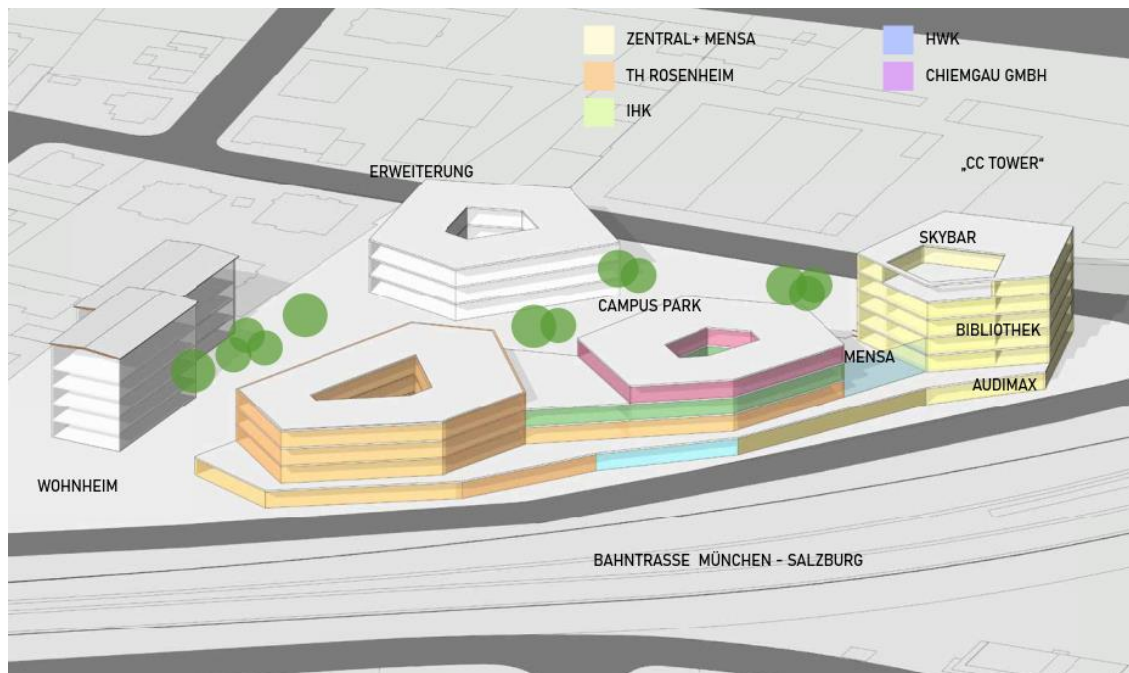 ZENTRAL+ MENSA
HWK
TH ROSENHEIM
CHIEMGAU GMBH
IHK
ERWEITERUNG
„CC TOWER“
SKYBAR
CAMPUS PARK
BIBLIOTHEK
MENSA
AUDIMAX
WOHNHEIM
BAHNTRASSE MÜNCHEN - SALZBURG